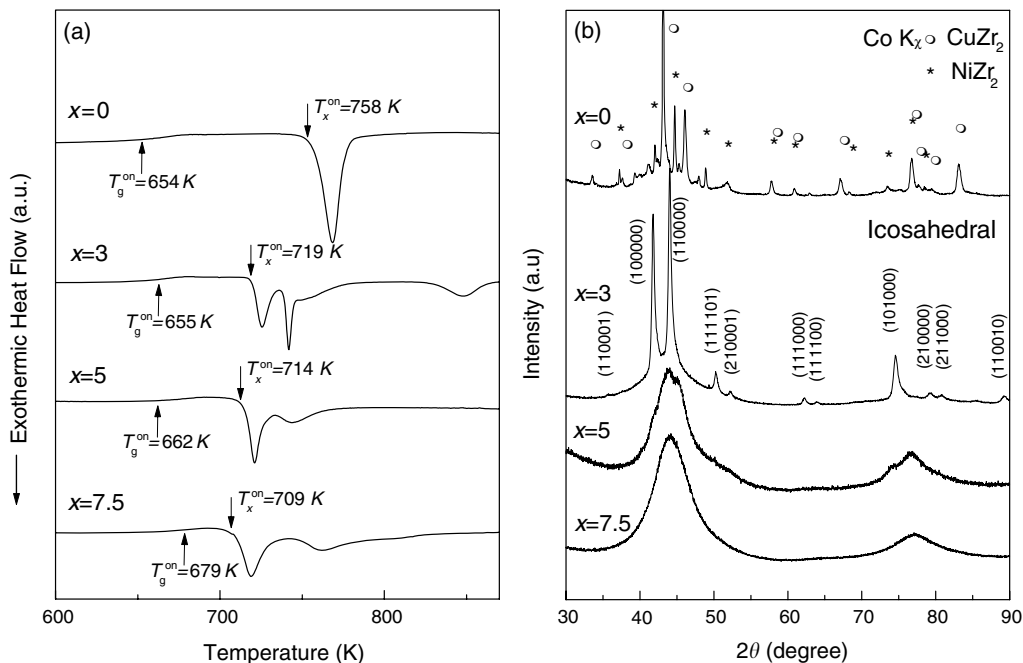 (a)
x=0
T_x^on=758 K
T_g^on=654 K
x=3
T_x^on=719 K
T_g^on=655 K
x=5
T_x^on=714 K
T_g^on=662 K
x=7.5
T_x^on=709 K
T_g^on=679 K
Exothermic Heat Flow (a.u.)
600 700 800
Temperature (K)
(b)
Co Kχ CuZr2
* NiZr2
x=0
Icosahedral
x=3
(110001)
(100000)
(110000)
(111101)
(210001)
(111000)
(111100)
(101000)
(210000)
(211000)
(110010)
x=5
x=7.5
Intensity (a.u)
30 40 50 60 70 80 90
2θ (degree)